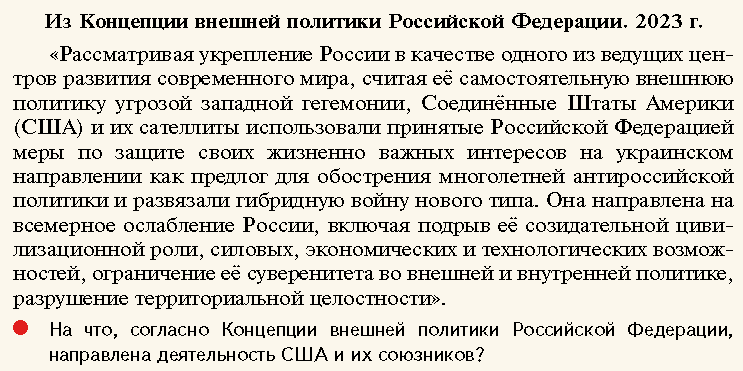 Из Концепции внешней политики Российской Федерации. 2023 г.
«Рассматривая укрепление России в качестве одного из ведущих цен-
тров развития современного мира, считая её самостоятельную внешнюю
политику угрозой западной гегемонии, Соединённые Штаты Америки
(США) и их сателлиты использовали принятые Российской Федерацией
меры по защите своих жизненно важных интересов на украинском
направлении как предлог для обострения многолетней антироссийской
политики и развязали гибридную войну нового типа. Она направлена на
всемерное ослабление России, включая подрыв её созидательной циви-
лизационной роли, силовых, экономических и технологических возмож-
ностей, ограничение её суверенитета во внешней и внутренней политике,
разрушение территориальной целостности».
На что, согласно Концепции внешней политики Российской Федерации,
направлена деятельность США и их союзников?